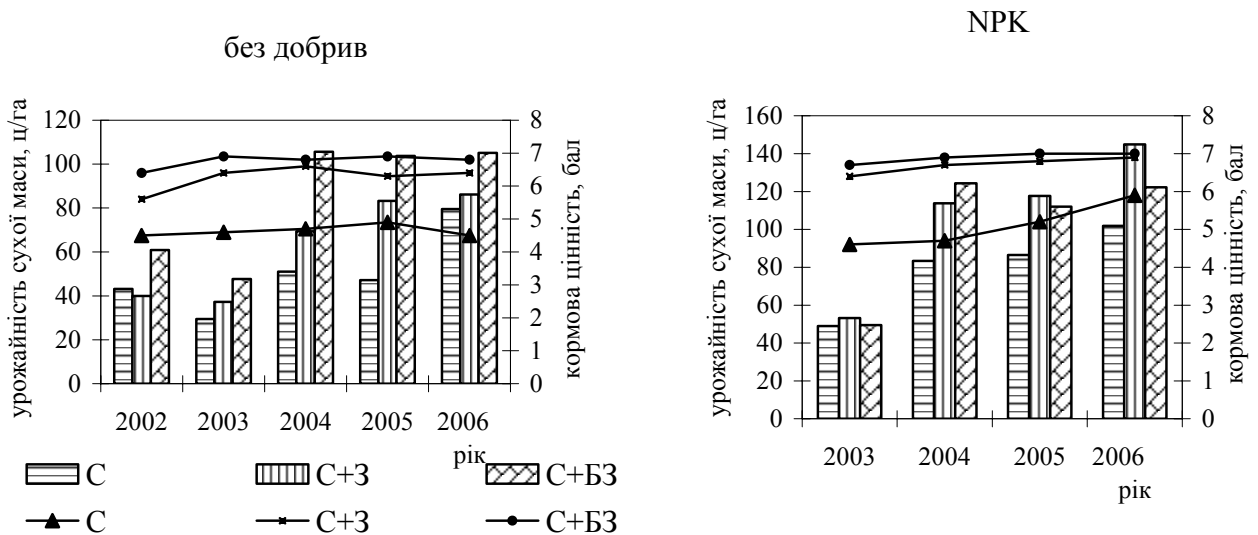 без добрив
NPK
урожайність сухої маси, ц/га
120
100
80
60
40
20
0
8
7
6
5
4
3
2
1
0
кормова цінність, бал
2002 2003 2004 2005 2006
рік
урожайність сухої маси, ц/га
160
140
120
100
80
60
40
20
0
8
7
6
5
4
3
2
1
0
кормова цінність, бал
2003 2004 2005 2006
рік
С С+З С+БЗ
С С+З С+БЗ